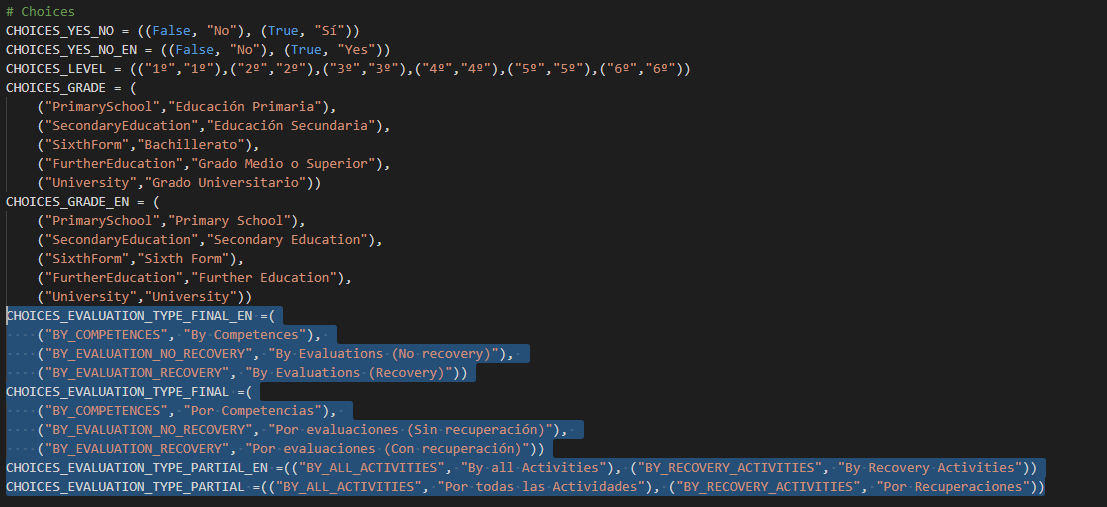 # Choices
CHOICES_YES_NO = ((False, "No"), (True, "Sí"))
CHOICES_YES_NO_EN = ((False, "No"), (True, "Yes"))
CHOICES_LEVEL = (("1º","1º"),("2º","2º"),("3º","3º"),("4º","4º"),("5º","5º"),("6º","6º"))
CHOICES_GRADE = (
    ("PrimarySchool","Educación Primaria"),
    ("SecondaryEducation","Educación Secundaria"),
    ("SixthForm","Bachillerato"),
    ("FurtherEducation","Grado Medio o Superior"),
    ("University","Grado Universitario"))
CHOICES_GRADE_EN = (
    ("PrimarySchool","Primary School"),
    ("SecondaryEducation","Secondary Education"),
    ("SixthForm","Sixth Form"),
    ("FurtherEducation","Further Education"),
    ("University","University"))
CHOICES_EVALUATION_TYPE_FINAL_EN =(
    ("BY_COMPETENCES", "By Competences"),
    ("BY_EVALUATION_NO_RECOVERY", "By Evaluations (No recovery)"),
    ("BY_EVALUATION_RECOVERY", "By Evaluations (Recovery)"))
CHOICES_EVALUATION_TYPE_FINAL =(
    ("BY_COMPETENCES", "Por Competencias"),
    ("BY_EVALUATION_NO_RECOVERY", "Por evaluaciones (Sin recuperación)"),
    ("BY_EVALUATION_RECOVERY", "Por evaluaciones (Con recuperación)"))
CHOICES_EVALUATION_TYPE_PARTIAL_EN =(("BY_ALL_ACTIVITIES", "By all Activities"), ("BY_RECOVERY_ACTIVITIES", "By Recovery Activities"))
CHOICES_EVALUATION_TYPE_PARTIAL =(("BY_ALL_ACTIVITIES", "Por todas las Actividades"), ("BY_RECOVERY_ACTIVITIES", "Por Recuperaciones"))